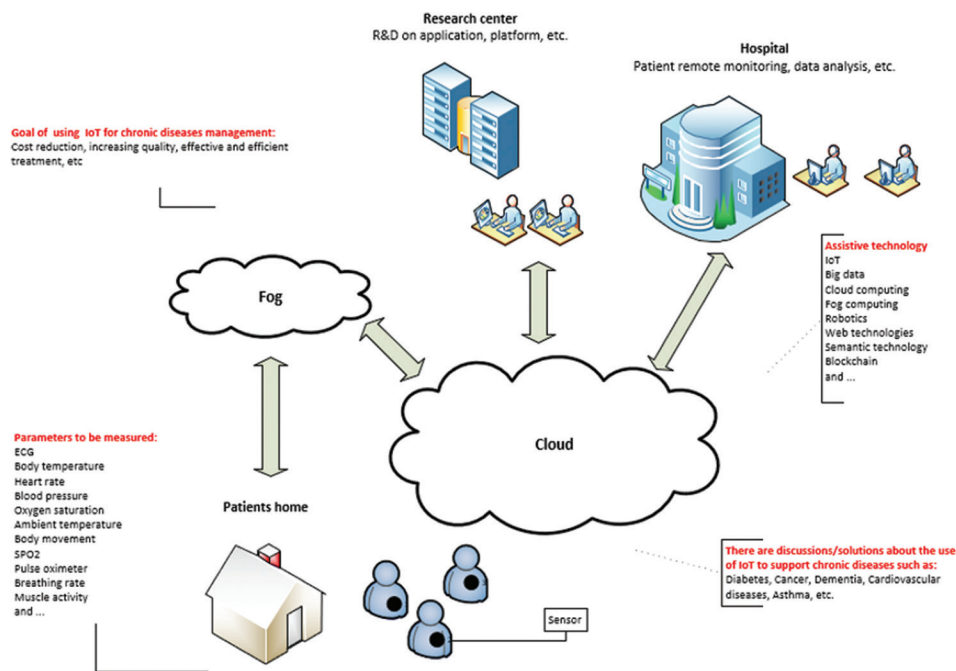 Research center
R&D on application, platform, etc.
Hospital
Patient remote monitoring, data analysis, etc.
Goal of using IoT for chronic diseases management:
Cost reduction, increasing quality, effective and efficient
treatment, etc
Assistive technology
IoT
Big data
Cloud computing
Fog computing
Robotics
Web technologies
Semantic technology
Blockchain
and ...
Fog
Cloud
Parameters to be measured:
ECG
Body temperature
Heart rate
Blood pressure
Oxygen saturation
Ambient temperature
Body movement
SPO2
Pulse oximeter
Breathing rate
Muscle activity
and ...
Patients home
Sensor
There are discussions/solutions about the use
of IoT to support chronic diseases such as:
Diabetes, Cancer, Dementia, Cardiovascular
diseases, Asthma, etc.